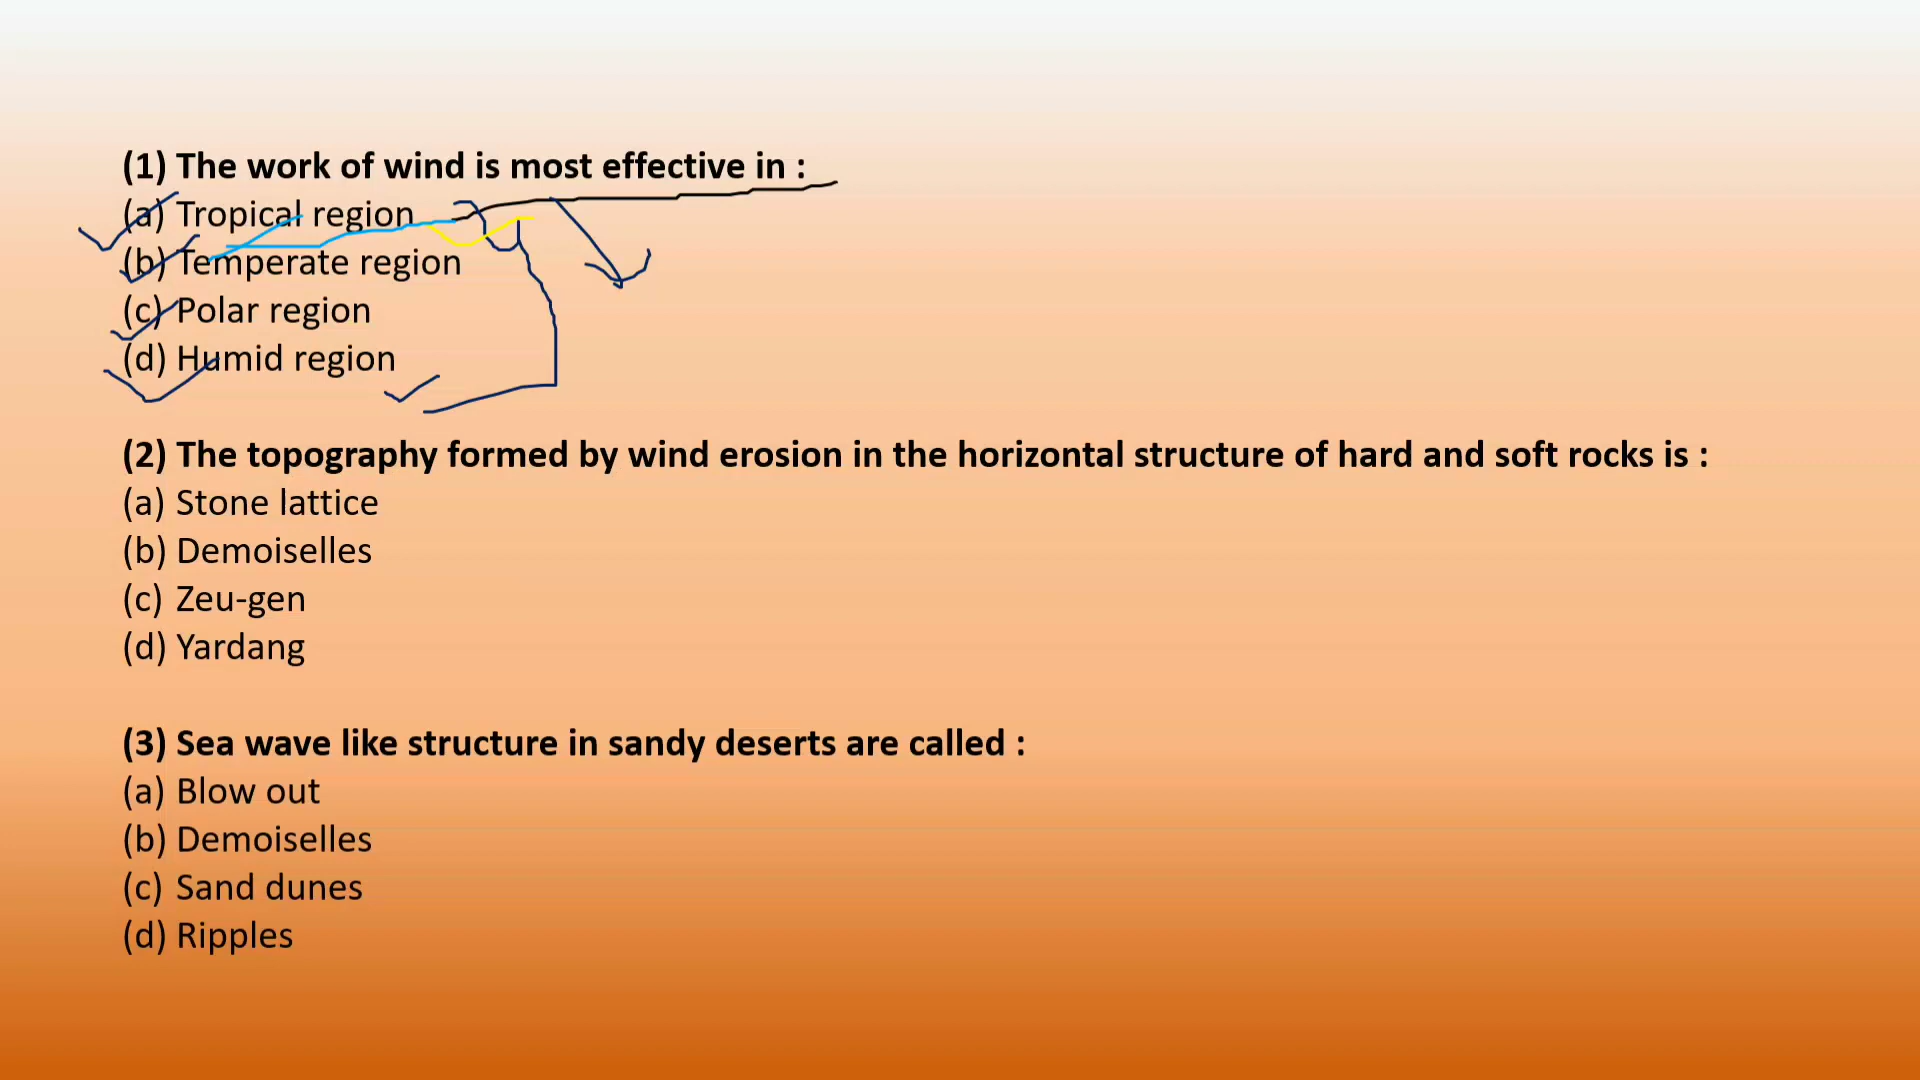 (1) The work of wind is most effective in :
(a) Tropical region
(b) Temperate region
(c) Polar region
(d) Humid region
(2) The topography formed by wind erosion in the horizontal structure of hard and soft rocks is :
(a) Stone lattice
(b) Demoiselles
(c) Zeu-gen
(d) Yardang
(3) Sea wave like structure in sandy deserts are called :
(a) Blow out
(b) Demoiselles
(c) Sand dunes
(d) Ripples